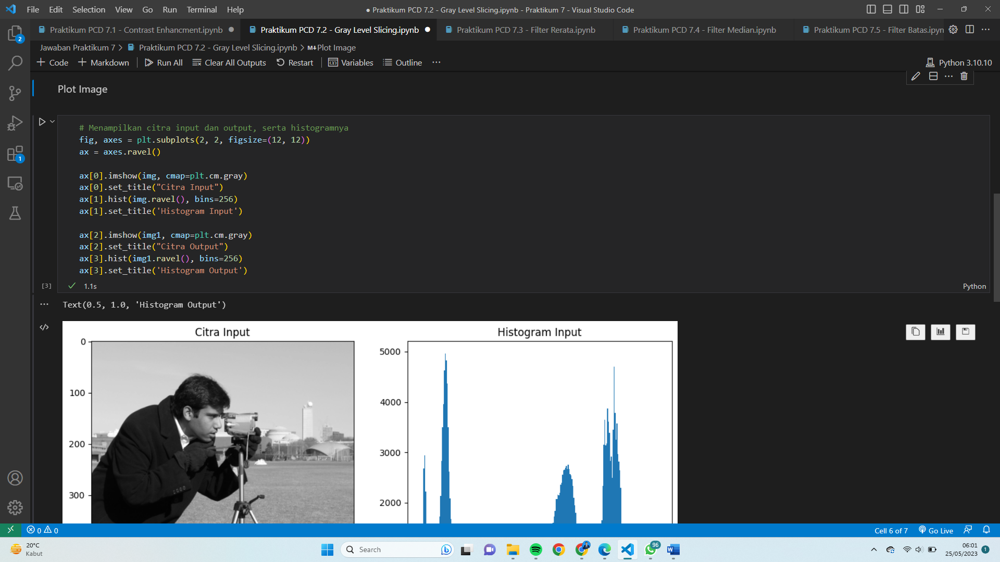 File Edit Selection View Go Run Terminal Help
● Praktikum PCD 7.2 - Gray Level Slicing.ipynb - Praktikum 7 - Visual Studio Code
Praktikum PCD 7.1 - Contrast Enhancment.ipynb
Praktikum PCD 7.2 - Gray Level Slicing.ipynb
Praktikum PCD 7.3 - Filter Rerata.ipynb
Praktikum PCD 7.4 - Filter Median.ipynb
Praktikum PCD 7.5 - Filter Batas.ipyn
2
Jawaban Praktikum 7 > Praktikum PCD 7.2 - Gray Level Slicing.ipynb > M↓Plot Image
+ Code + Markdown Run All Clear All Outputs Restart Variables Outline ···
Python 3.10.10
Plot Image
# Menampilkan citra input dan output, serta histogramnya
fig, axes = plt.subplots(2, 2, figsize=(12, 12))
ax = axes.ravel()
ax[0].imshow(img, cmap=plt.cm.gray)
ax[0].set_title("Citra Input")
ax[1].hist(img.ravel(), bins=256)
ax[1].set_title('Histogram Input')
ax[2].imshow(img1, cmap=plt.cm.gray)
ax[2].set_title("Citra Output")
ax[3].hist(img1.ravel(), bins=256)
ax[3].set_title('Histogram Output')
1
[3] 1.1s
Python
Text(0.5, 1.0, 'Histogram Output')
Citra Input
0
100
200
300
Histogram Input
5000
4000
3000
2000
0 0
Cell 6 of 7
Go Live
20°C
Kabut
Search
96
06:01
25/05/2023
1